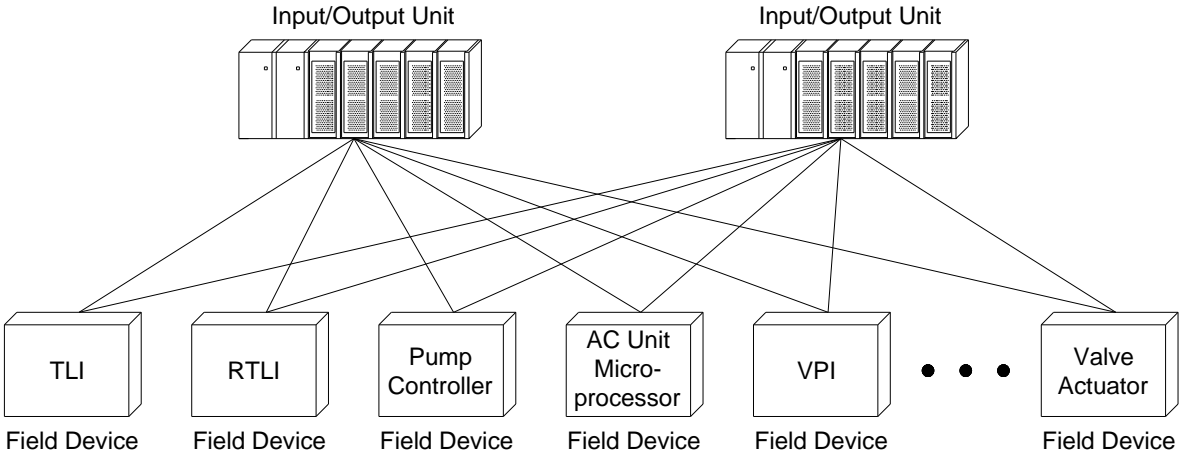 Input/Output Unit
Input/Output Unit
TLI
RTLI
Pump
Controller
AC Unit
Micro-
processor
VPI
Valve
Actuator
Field Device
Field Device
Field Device
Field Device
Field Device
Field Device